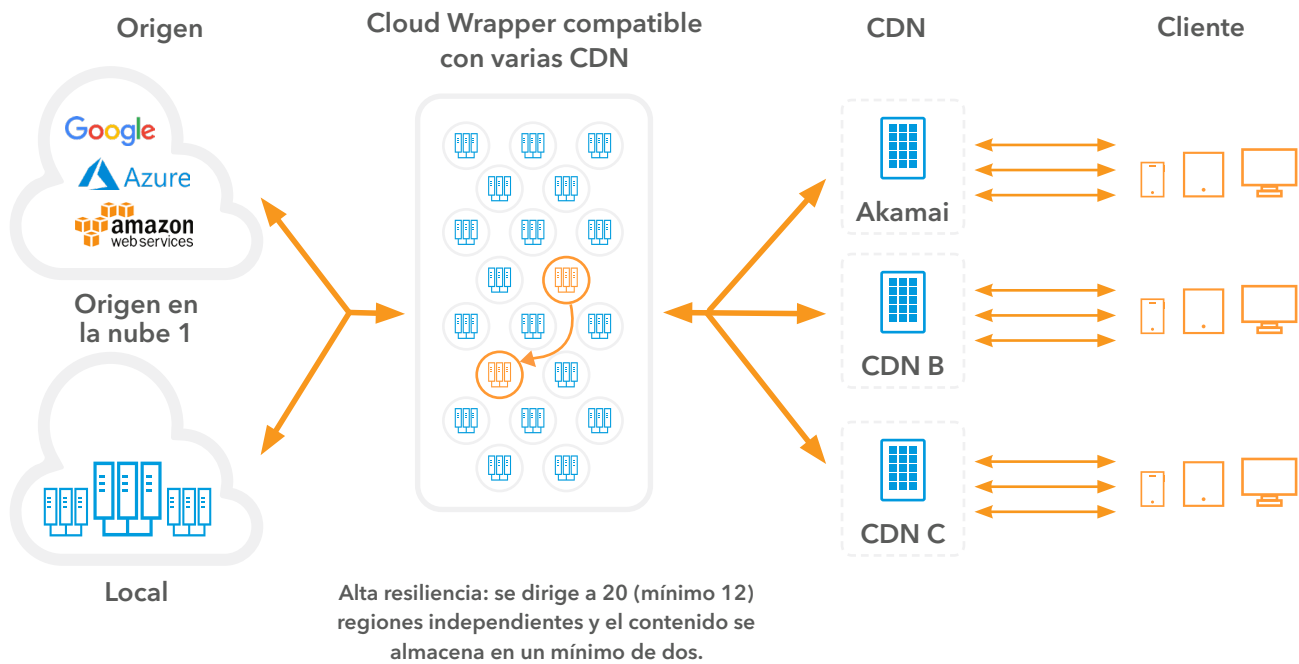 Origen
Cloud Wrapper compatible
con varias CDN
CDN
Cliente
Google
Azure
amazon
webservices
Origen en
la nube 1
Local
Akamai
CDN B
CDN C
Alta resiliencia: se dirige a 20 (mínimo 12)
regiones independientes y el contenido se
almacena en un mínimo de dos.